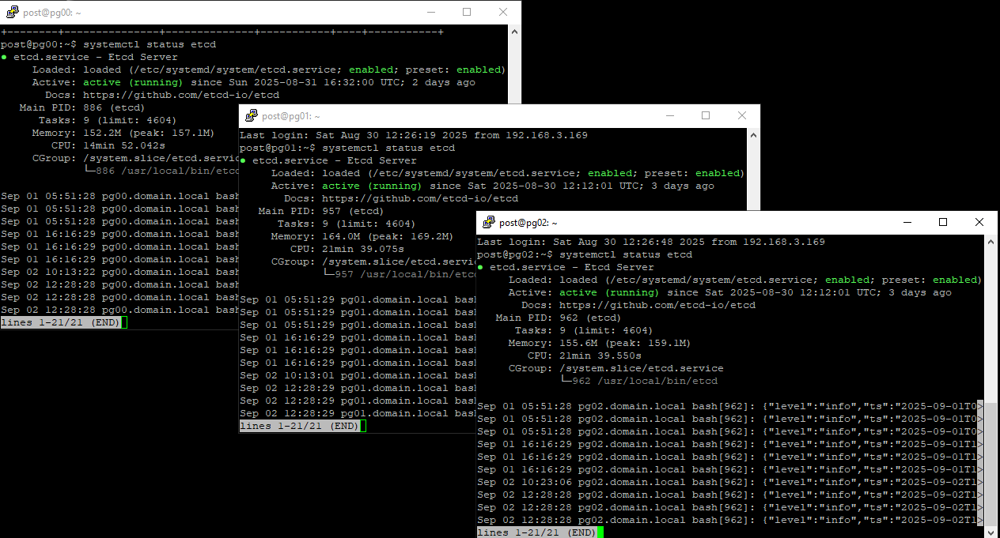 post@pg00: ~
+--------+---------------+--------------+-----------+----+-----------+
post@pg00:~$ systemctl status etcd
● etcd.service - Etcd Server
Loaded: loaded (/etc/systemd/system/etcd.service; enabled; preset: enabled)
Active: active (running) since Sun 2025-08-31 16:32:00 UTC; 2 days ago
Docs: https://github.com/etcd-io/etcd
Main PID: 886 (etcd)
Tasks: 9 (limit: 4604)
Memory: 152.2M (peak: 157.1M)
CPU: 14min 52.042s
CGroup: /system.slice/etcd.servic
└─886 /usr/local/bin/etcd
Sep 01 05:51:28 pg00.domain.local bash
Sep 01 05:51:28 pg00.domain.local bash
Sep 01 05:51:28 pg00.domain.local bash
Sep 01 16:16:29 pg00.domain.local bash
Sep 01 16:16:29 pg00.domain.local bash
Sep 01 16:16:29 pg00.domain.local bash
Sep 02 10:13:22 pg00.domain.local bash
Sep 02 12:28:28 pg00.domain.local bash
Sep 02 12:28:28 pg00.domain.local bash
Sep 02 12:28:28 pg00.domain.local bash
lines 1-21/21 (END)
post@pg01: ~
Last login: Sat Aug 30 12:26:19 2025 from 192.168.3.169
post@pg01:~$ systemctl status etcd
● etcd.service - Etcd Server
Loaded: loaded (/etc/systemd/system/etcd.service; enabled; preset: enabled)
Active: active (running) since Sat 2025-08-30 12:12:01 UTC; 3 days ago
Docs: https://github.com/etcd-io/etcd
Main PID: 957 (etcd)
Tasks: 9 (limit: 4604)
Memory: 164.0M (peak: 169.2M)
CPU: 21min 39.075s
CGroup: /system.slice/etcd.servic
└─957 /usr/local/bin/etcd
Sep 01 05:51:29 pg01.domain.local bash
Sep 01 05:51:29 pg01.domain.local bash
Sep 01 05:51:29 pg01.domain.local bash
Sep 01 16:16:29 pg01.domain.local bash
Sep 01 16:16:29 pg01.domain.local bash
Sep 01 16:16:29 pg01.domain.local bash
Sep 02 10:13:01 pg01.domain.local bash
Sep 02 12:28:29 pg01.domain.local bash
Sep 02 12:28:29 pg01.domain.local bash
Sep 02 12:28:29 pg01.domain.local bash
lines 1-21/21 (END)
post@pg02: ~
Last login: Sat Aug 30 12:26:48 2025 from 192.168.3.169
post@pg02:~$ systemctl status etcd
● etcd.service - Etcd Server
Loaded: loaded (/etc/systemd/system/etcd.service; enabled; preset: enabled)
Active: active (running) since Sat 2025-08-30 12:12:01 UTC; 3 days ago
Docs: https://github.com/etcd-io/etcd
Main PID: 962 (etcd)
Tasks: 9 (limit: 4604)
Memory: 155.6M (peak: 159.1M)
CPU: 21min 39.550s
CGroup: /system.slice/etcd.service
└─962 /usr/local/bin/etcd
Sep 01 05:51:28 pg02.domain.local bash[962]: {"level":"info","ts":"2025-09-01T0>
Sep 01 05:51:28 pg02.domain.local bash[962]: {"level":"info","ts":"2025-09-01T0>
Sep 01 05:51:28 pg02.domain.local bash[962]: {"level":"info","ts":"2025-09-01T0>
Sep 01 16:16:29 pg02.domain.local bash[962]: {"level":"info","ts":"2025-09-01T1>
Sep 01 16:16:29 pg02.domain.local bash[962]: {"level":"info","ts":"2025-09-01T1>
Sep 01 16:16:29 pg02.domain.local bash[962]: {"level":"info","ts":"2025-09-01T1>
Sep 02 10:23:06 pg02.domain.local bash[962]: {"level":"info","ts":"2025-09-02T1>
Sep 02 12:28:28 pg02.domain.local bash[962]: {"level":"info","ts":"2025-09-02T1>
Sep 02 12:28:28 pg02.domain.local bash[962]: {"level":"info","ts":"2025-09-02T1>
Sep 02 12:28:28 pg02.domain.local bash[962]: {"level":"info","ts":"2025-09-02T1>
lines 1-21/21 (END)